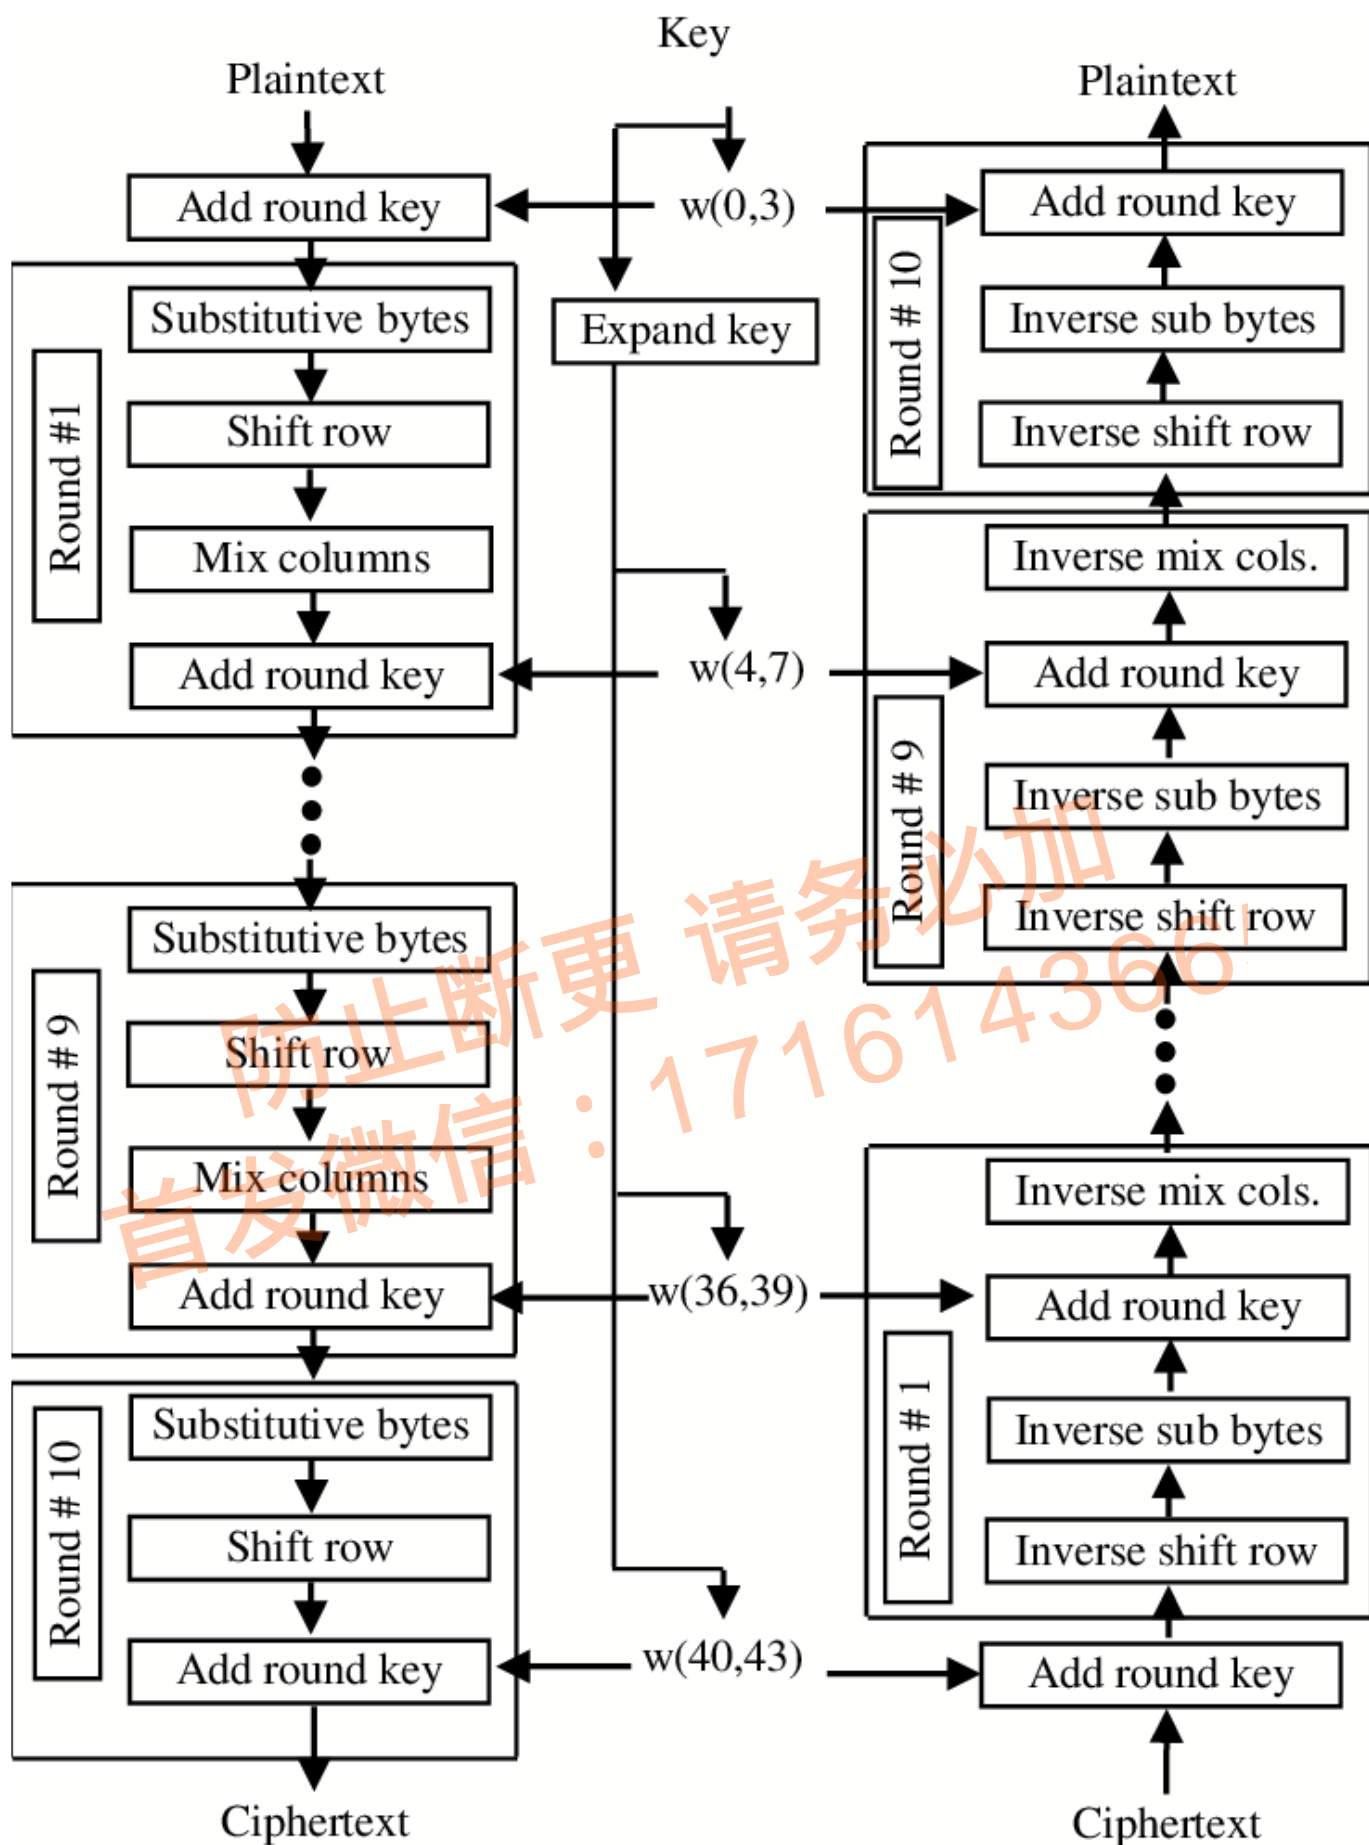 Key
Plaintext
Add round key
Round #1
Substitutive bytes
Shift row
Mix columns
Add round key
Round # 9
Substitutive bytes
Shift row
Mix columns
Add round key
Round # 10
Substitutive bytes
Shift row
Add round key
Ciphertext
w(0,3)
Expand key
w(4,7)
w(36,39)
w(40,43)
Plaintext
Round # 10
Add round key
Inverse sub bytes
Inverse shift row
Round # 9
Inverse mix cols.
Add round key
Inverse sub bytes
Inverse shift row
Round # 1
Inverse mix cols.
Add round key
Inverse sub bytes
Inverse shift row
Add round key
Ciphertext
防止断更 请务必加
首发微信：171614366